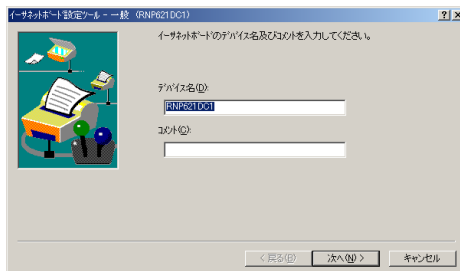 イーサネットボード設定ツール - 一般 (RNP621DC1)
イーサネットボードのデバイス名及びコメントを入力してください。
デバイス名(D):
RNP621DC1
コメント(C):
< 戻る(B)
次へ(N) >
キャンセル